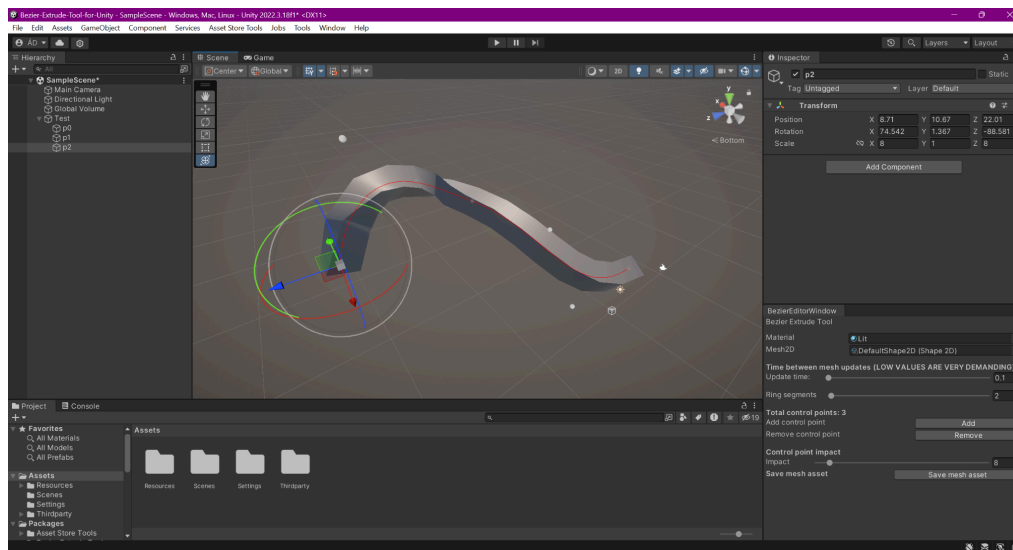 Bezier-Extrude-Tool-for-Unity - SampleScene - Windows, Mac, Linux - Unity 2022.3.18f1* <DX11>
File Edit Assets GameObject Component Services Asset Store Tools Jobs Tools Window Help
AD
Layers
Layout
Hierarchy
All
SampleScene*
Main Camera
Directional Light
Global Volume
Test
p0
p1
p2
Scene Game
Center Global
2D
y
x
z
Bottom
Inspector
p2
Static
Tag Untagged Layer Default
Transform
Position X 8.71 Y 10.67 Z 22.01
Rotation X 74.542 Y 1.367 Z -88.581
Scale X 8 Y 1 Z 8
Add Component
BezierEditorWindow
Bezier Extrude Tool
Material Lit
Mesh2D DefaultShape2D (Shape 2D)
Time between mesh updates (LOW VALUES ARE VERY DEMANDING)
Update time: 0.1
Ring segments 2
Total control points: 3
Add control point Add
Remove control point Remove
Control point impact
Impact 8
Save mesh asset Save mesh asset
Project Console
19
Favorites
All Materials
All Models
All Prefabs
Assets
Resources
Scenes
Settings
Thirdparty
Packages
Asset Store Tools
Assets
Resources Scenes Settings Thirdparty